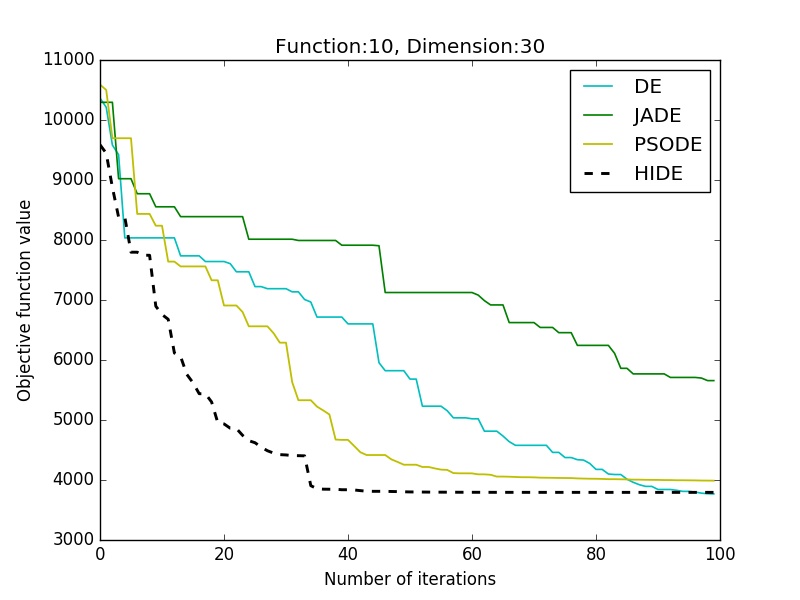 Function:10, Dimension:30
11000
10000
9000
8000
7000
6000
5000
4000
3000
Objective function value
DE
JADE
PSODE
HIDE
0 20 40 60 80 100
Number of iterations